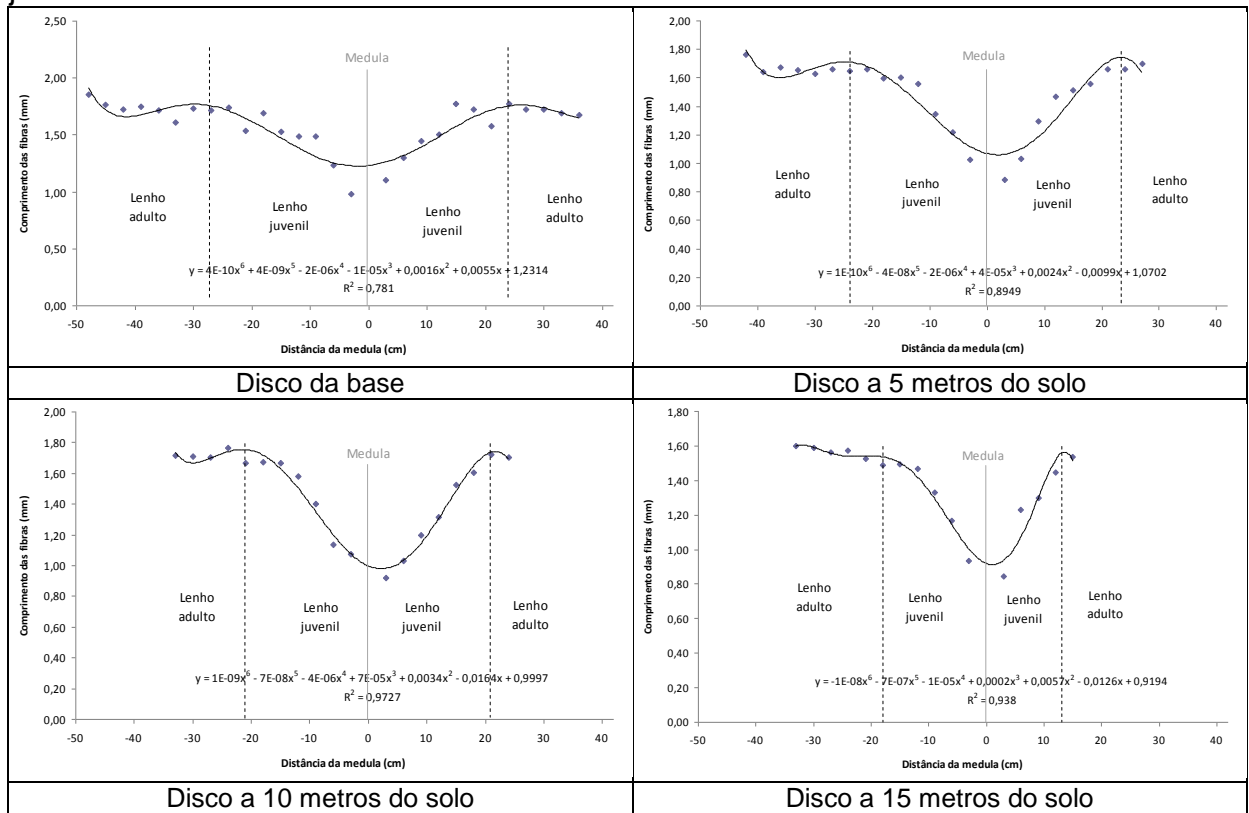 2,50
2,00
1,50
1,00
0,50
0,00
Comprimento das fibras (mm)
Medula
Lenho
adulto
Lenho
juvenil
Lenho
juvenil
Lenho
adulto
y = 4E-10x⁶ + 4E-09x⁵ - 2E-06x⁴ - 1E-05x³ + 0,0016x² + 0,0055x + 1,2314
R² = 0,781
-50 -40 -30 -20 -10 0 10 20 30 40
Distância da medula (cm)
Disco da base
2,00
1,80
1,60
1,40
1,20
1,00
0,80
0,60
0,40
0,20
0,00
Comprimento das fibras (mm)
Medula
Lenho
adulto
Lenho
juvenil
Lenho
juvenil
Lenho
adulto
y = 1E-10x⁶ - 4E-08x⁵ - 2E-06x⁴ + 4E-05x³ + 0,0024x² - 0,0099x + 1,0702
R² = 0,8949
-50 -40 -30 -20 -10 0 10 20 30 40
Distância da medula (cm)
Disco a 5 metros do solo
2,00
1,80
1,60
1,40
1,20
1,00
0,80
0,60
0,40
0,20
0,00
Comprimento das fibras (mm)
Medula
Lenho
adulto
Lenho
juvenil
Lenho
juvenil
Lenho
adulto
y = 1E-09x⁶ - 7E-08x⁵ - 4E-06x⁴ + 7E-05x³ + 0,0034x² - 0,0164x + 0,9997
R² = 0,9727
-50 -40 -30 -20 -10 0 10 20 30 40
Distância da medula (cm)
Disco a 10 metros do solo
1,80
1,60
1,40
1,20
1,00
0,80
0,60
0,40
0,20
0,00
Comprimento das fibras (mm)
Medula
Lenho
adulto
Lenho
juvenil
Lenho
juvenil
Lenho
adulto
y = -1E-08x⁶ - 7E-07x⁵ - 1E-05x⁴ + 0,0002x³ + 0,0057x² - 0,0126x + 0,9194
R² = 0,938
-50 -40 -30 -20 -10 0 10 20 30 40
Distância da medula (cm)
Disco a 15 metros do solo